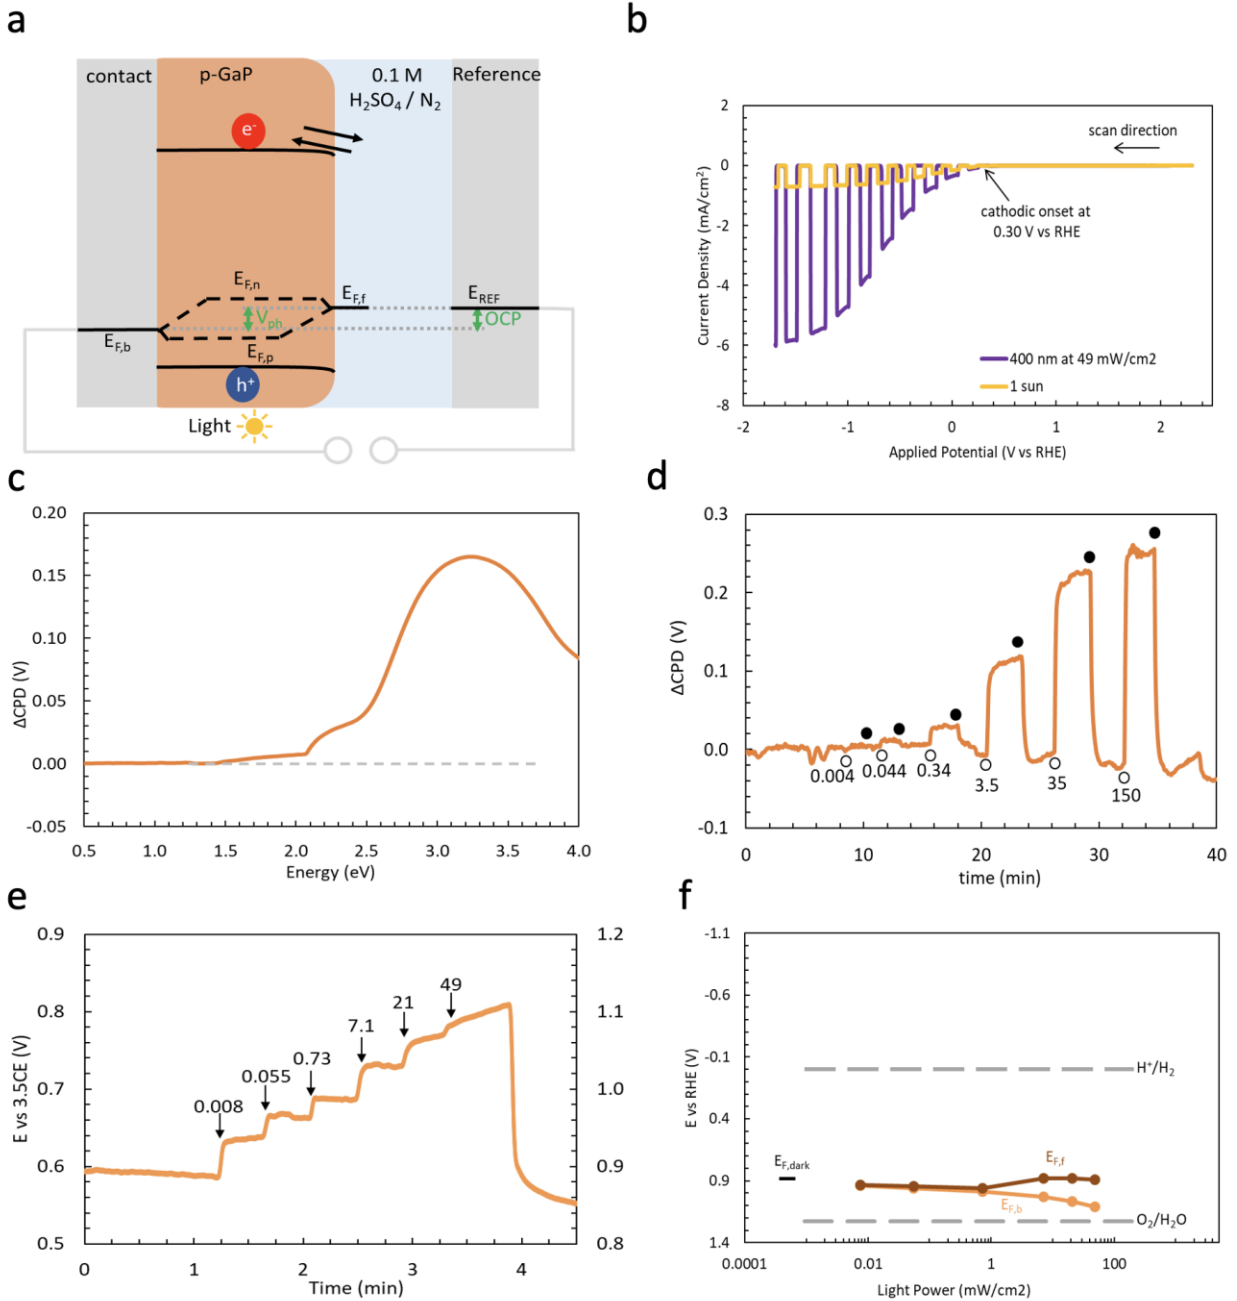 a
contact
p-GaP
0.1 M
H2SO4 / N2
Reference
e-
EF,n
EF,f
EREF
Vph
OCP
EF,b
EF,p
h+
Light
b
2
0
-2
-4
-6
-8
Current Density (mA/cm2)
scan direction
cathodic onset at
0.30 V vs RHE
400 nm at 49 mW/cm2
1 sun
-2
-1
0
1
2
Applied Potential (V vs RHE)
c
0.20
0.15
0.10
0.05
0.00
-0.05
ΔCPD (V)
0.5
1.0
1.5
2.0
2.5
3.0
3.5
4.0
Energy (eV)
d
0.3
0.2
0.1
0.0
-0.1
ΔCPD (V)
0.004
0.044
0.34
3.5
35
150
0
10
20
30
40
time (min)
e
0.9
0.8
0.7
0.6
0.5
E vs 3.5CE (V)
0.008
0.055
0.73
7.1
21
49
1.2
1.1
1.0
0.9
0.8
0
1
2
3
4
Time (min)
f
-1.1
-0.6
-0.1
0.4
0.9
1.4
E vs RHE (V)
H+/H2
EF,dark
EF,f
EF,b
O2/H2O
0.0001
0.01
1
100
Light Power (mW/cm2)